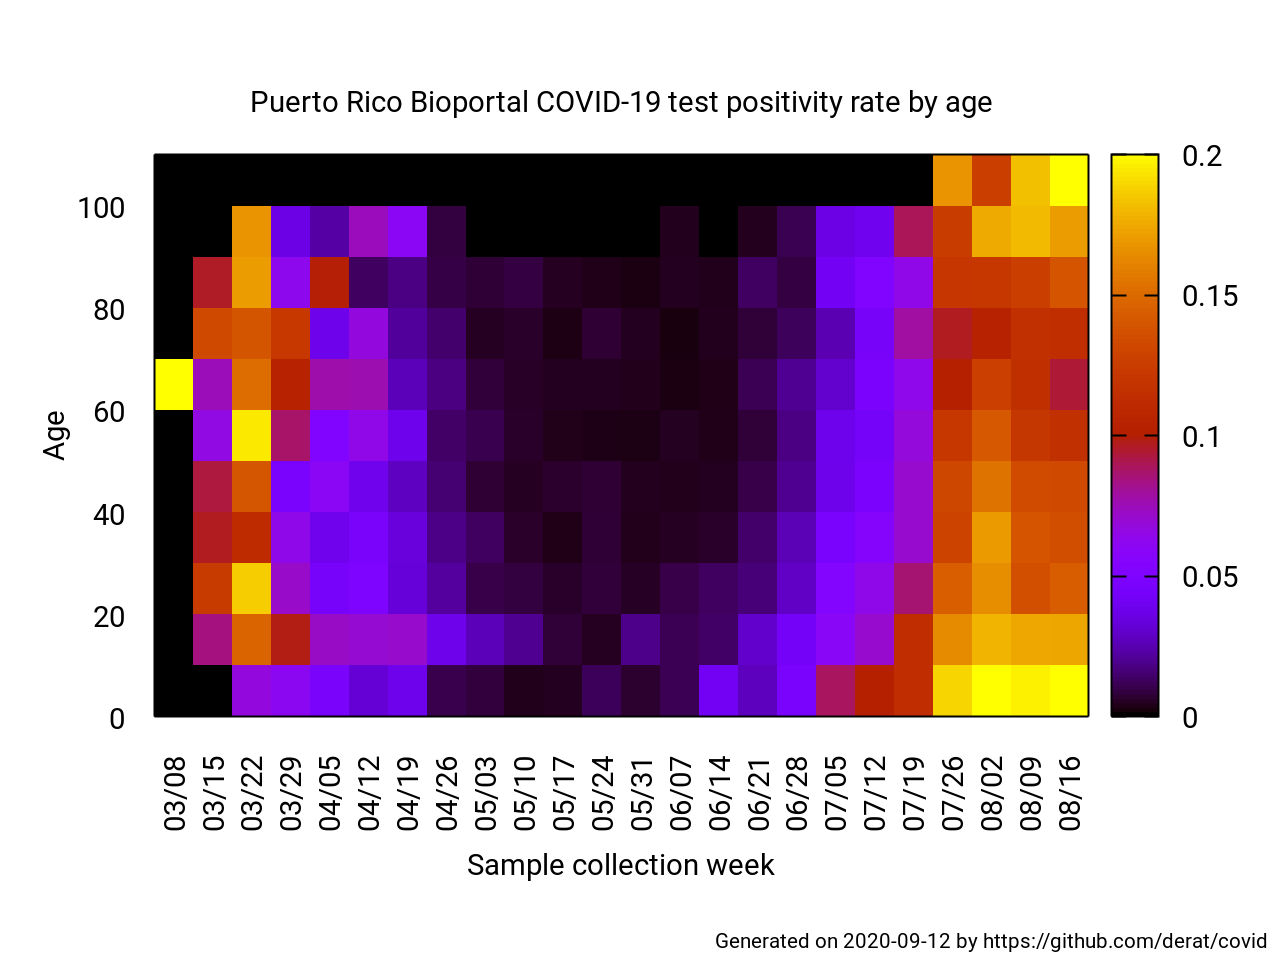 Puerto Rico Bioportal COVID-19 test positivity rate by age
0.2
0.15
0.1
0.05
0
100
80
60
40
20
0
Age
03/08 03/15 03/22 03/29 04/05 04/12 04/19 04/26 05/03 05/10 05/17 05/24 05/31 06/07 06/14 06/21 06/28 07/05 07/12 07/19 07/26 08/02 08/09 08/16
Sample collection week
Generated on 2020-09-12 by https://github.com/derat/covid